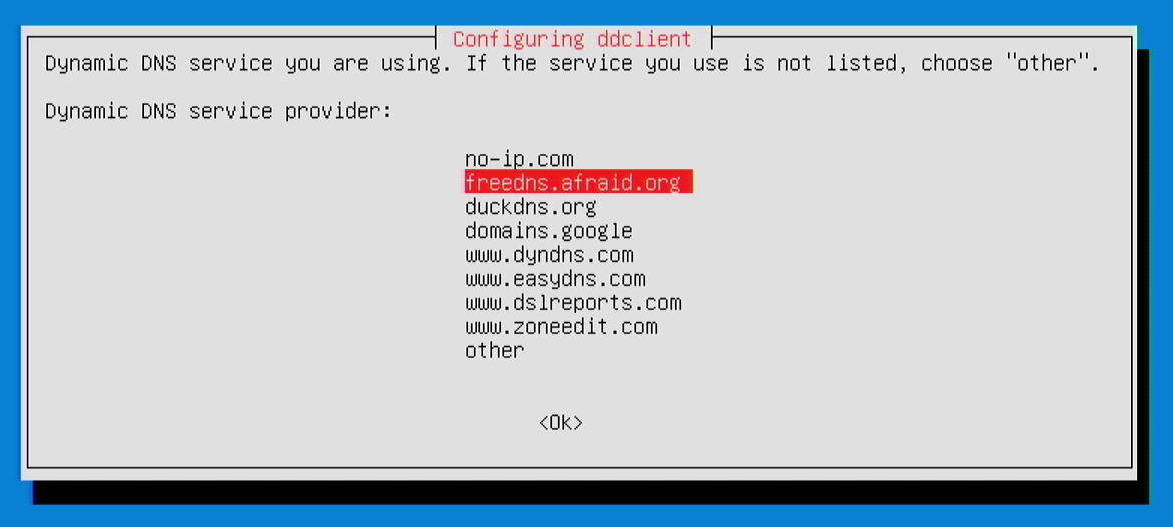 Configuring ddclient
Dynamic DNS service you are using. If the service you use is not listed, choose "other".
Dynamic DNS service provider:
no-ip.com
freedns.afraid.org
duckdns.org
domains.google
www.dyndns.com
www.easydns.com
www.dslreports.com
www.zoneedit.com
other
<Ok>